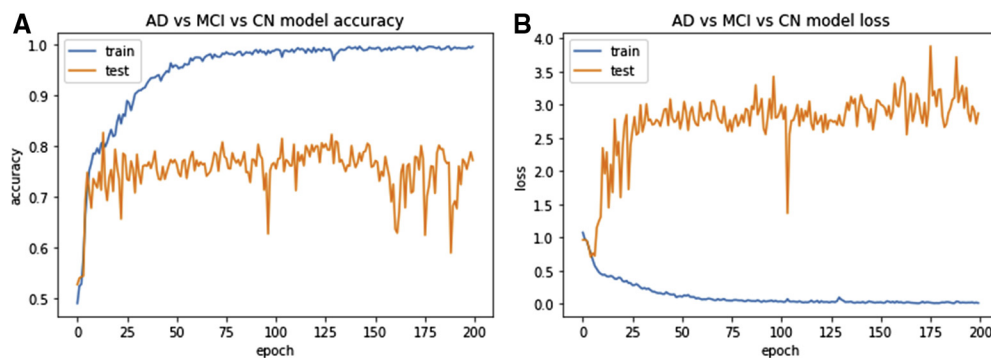 A
AD vs MCI vs CN model accuracy
train
test
1.0
0.9
0.8
0.7
0.6
0.5
accuracy
0 25 50 75 100 125 150 175 200
epoch
B
AD vs MCI vs CN model loss
train
test
4.0
3.5
3.0
2.5
2.0
1.5
1.0
0.5
0.0
loss
0 25 50 75 100 125 150 175 200
epoch